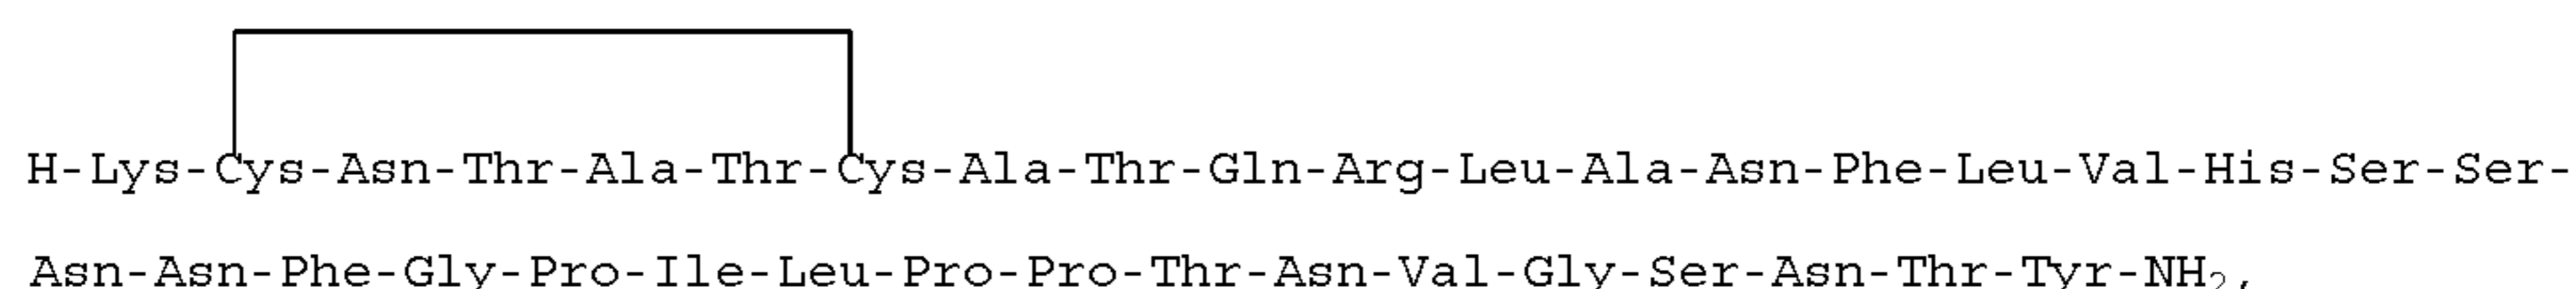 H-Lys-Cys-Asn-Thr-Ala-Thr-Cys-Ala-Thr-Gln-Arg-Leu-Ala-Asn-Phe-Leu-Val-His-Ser-Ser-
Asn-Asn-Phe-Gly-Pro-Ile-Leu-Pro-Pro-Thr-Asn-Val-Gly-Ser-Asn-Thr-Tyr-NH₂,